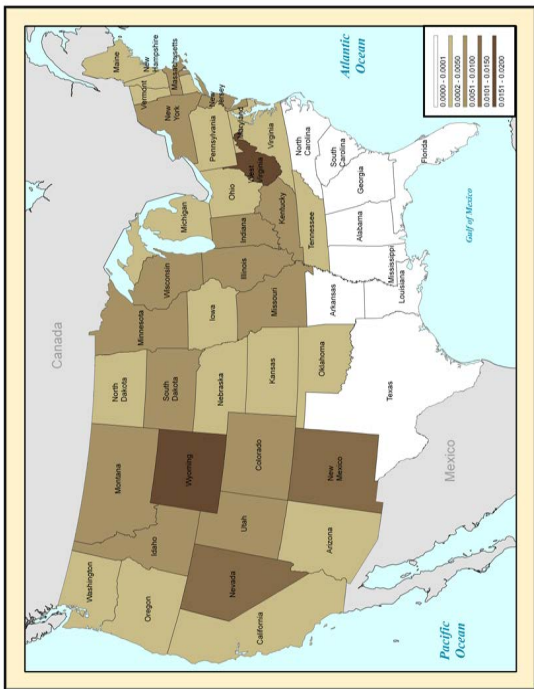 Canada
Washington
Oregon
California
Nevada
Idaho
Montana
Wyoming
Utah
Arizona
Colorado
New
Mexico
North
Dakota
South
Dakota
Nebraska
Kansas
Oklahoma
Texas
Minnesota
Iowa
Missouri
Arkansas
Louisiana
Wisconsin
Illinois
Michigan
Indiana
Ohio
Kentucky
Tennessee
Mississippi
Alabama
Georgia
Florida
South
Carolina
North
Carolina
Virginia
West
Virginia
Maryland
Pennsylvania
New
Jersey
New
York
Vermont
New
Hampshire
Massachusetts
Maine
Mexico
Pacific
Ocean
Gulf of Mexico
Atlantic
Ocean
0.0000 - 0.0001
0.0002 - 0.0050
0.0051 - 0.0100
0.0101 - 0.0150
0.0151 - 0.0200